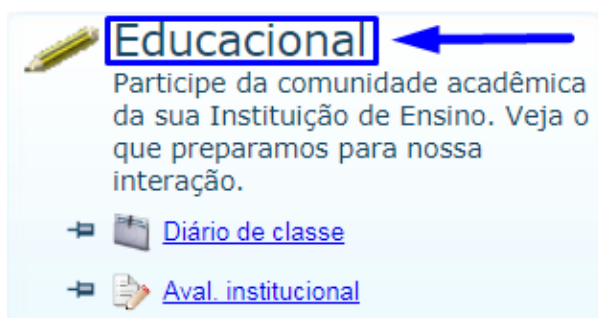 Educacional
Participe da comunidade acadêmica
da sua Instituição de Ensino. Veja o
que preparamos para nossa
interação.
Diário de classe
Aval. institucional